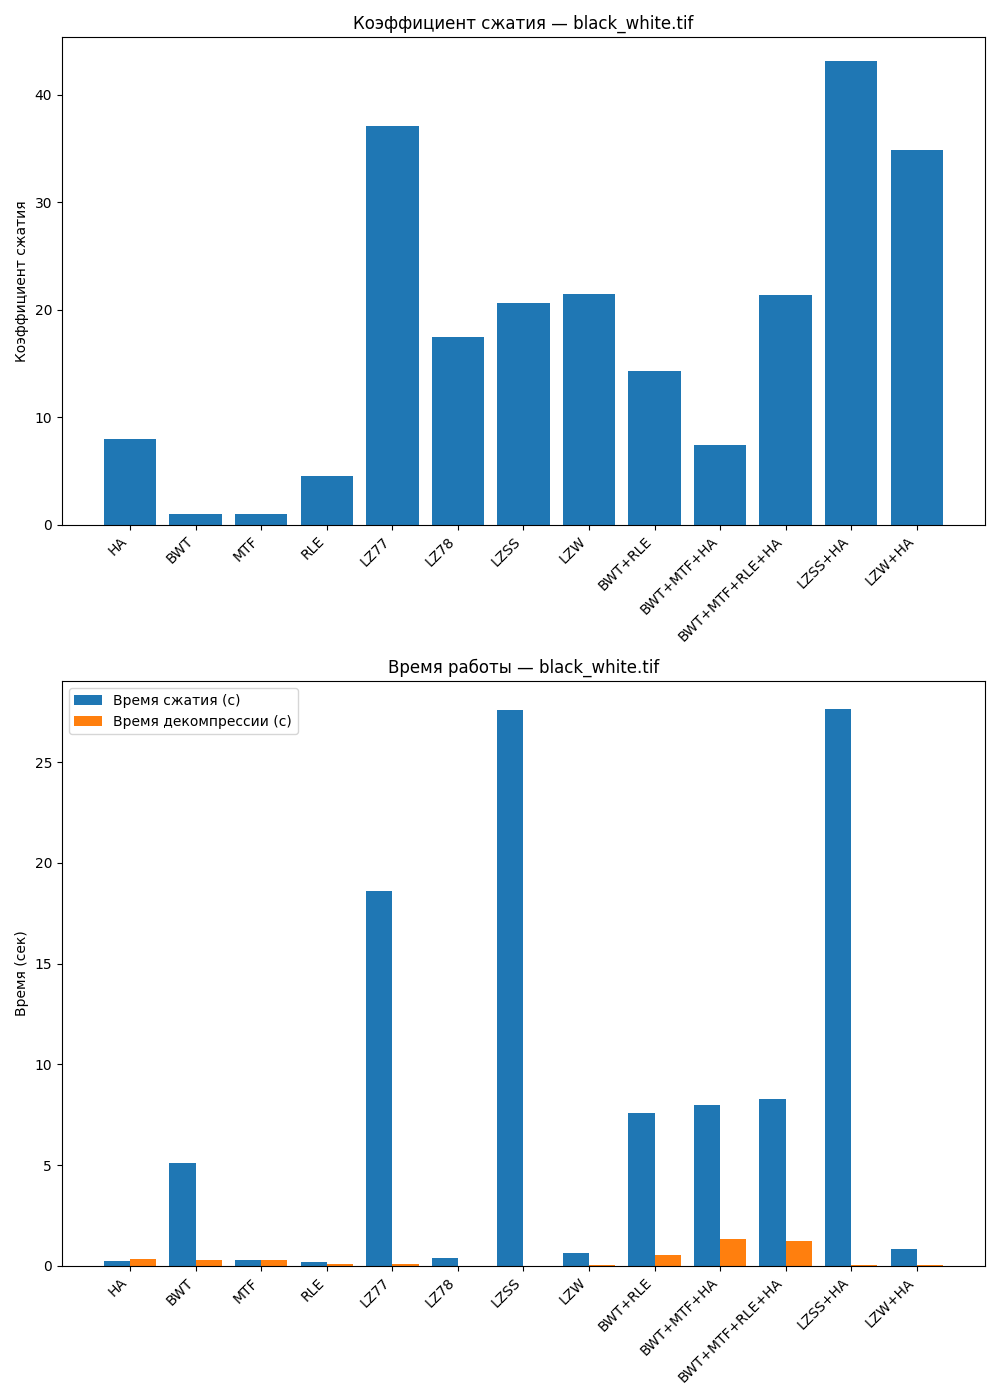 Коэффициент сжатия — black_white.tif
Коэффициент сжатия
40
30
20
10
0
HA
BWT
MTF
RLE
LZ77
LZ78
LZSS
LZW
BWT+RLE
BWT+MTF+HA
BWT+MTF+RLE+HA
LZSS+HA
LZW+HA
Время работы — black_white.tif
Время сжатия (с)
Время декомпрессии (с)
Время (сек)
25
20
15
10
5
0
HA
BWT
MTF
RLE
LZ77
LZ78
LZSS
LZW
BWT+RLE
BWT+MTF+HA
BWT+MTF+RLE+HA
LZSS+HA
LZW+HA